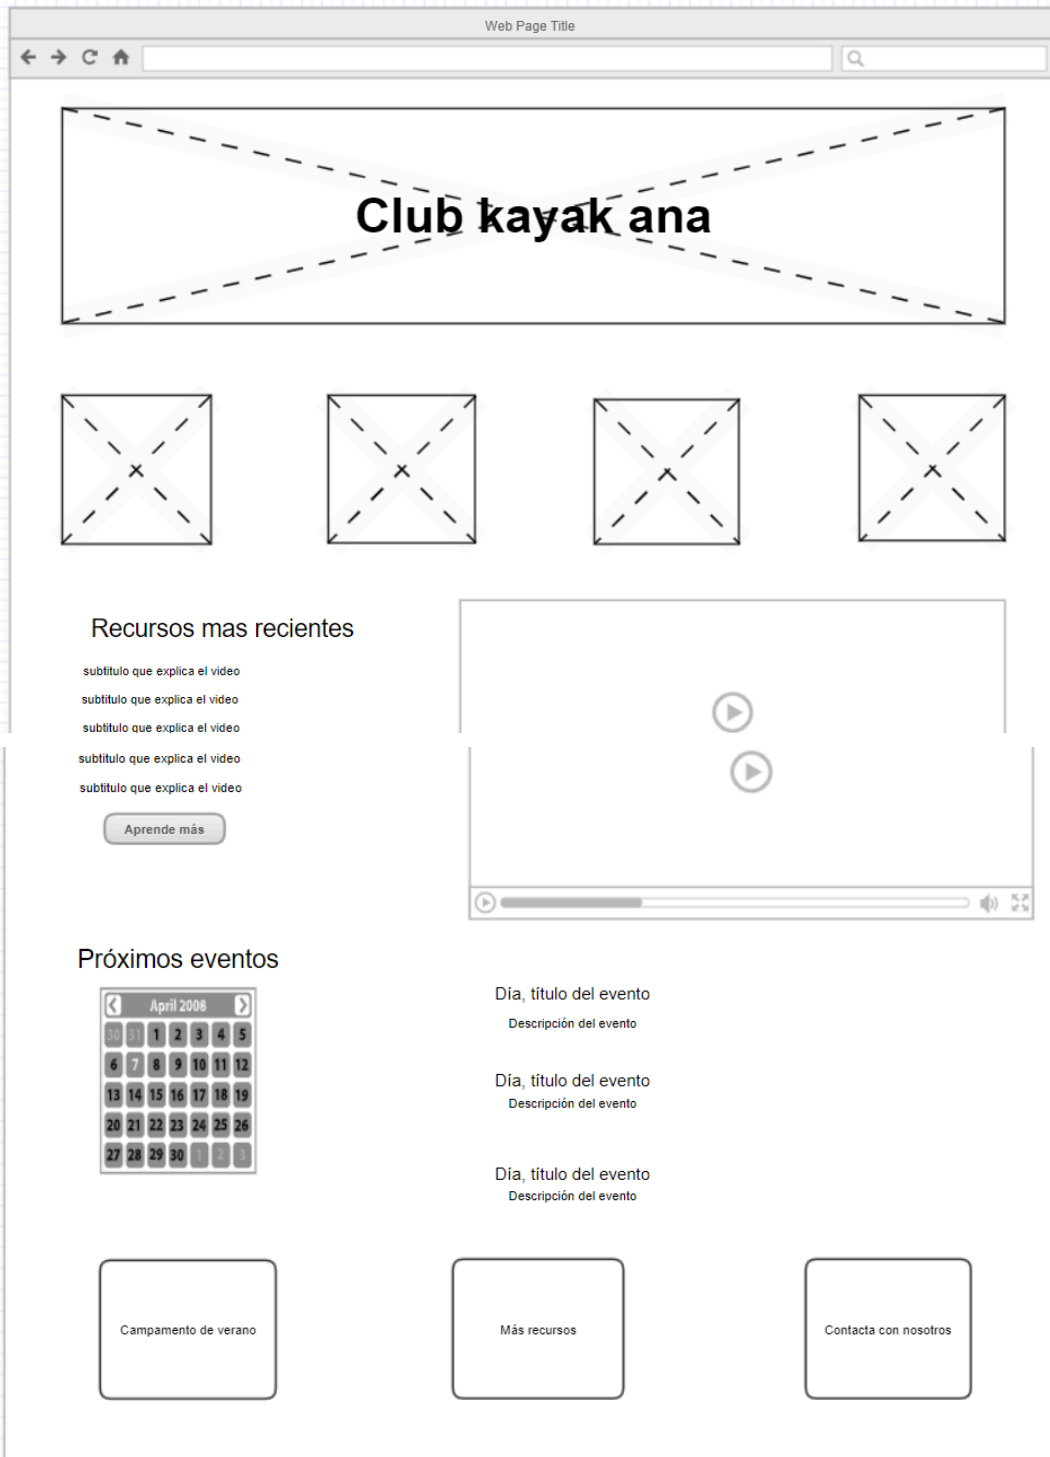 Web Page Title
Club kayak ana
Recursos mas recientes
subtitulo que explica el video
subtitulo que explica el video
subtitulo que explica el video
subtitulo que explica el video
subtitulo que explica el video
Aprende más
Próximos eventos
April 2008
30 31 1 2 3 4 5
6 7 8 9 10 11 12
13 14 15 16 17 18 19
20 21 22 23 24 25 26
27 28 29 30 1 2 3
Día, título del evento
Descripción del evento
Día, título del evento
Descripción del evento
Día, título del evento
Descripción del evento
Campamento de verano
Más recursos
Contacta con nosotros